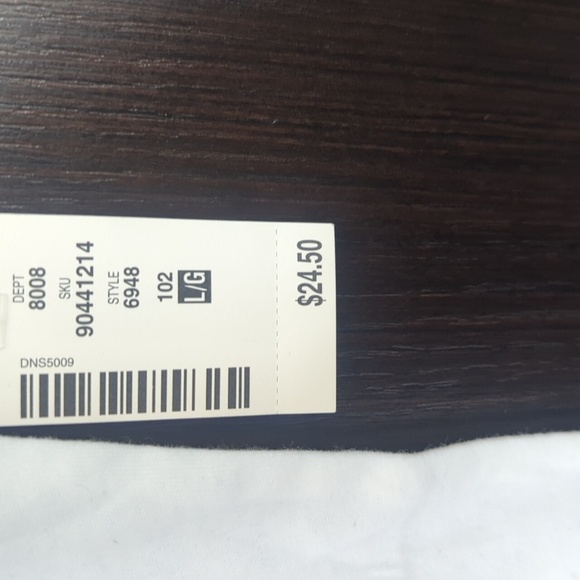 DEPT
8008
SKU
90441214
STYLE
6948
102
L/G
$24.50
DNS5009